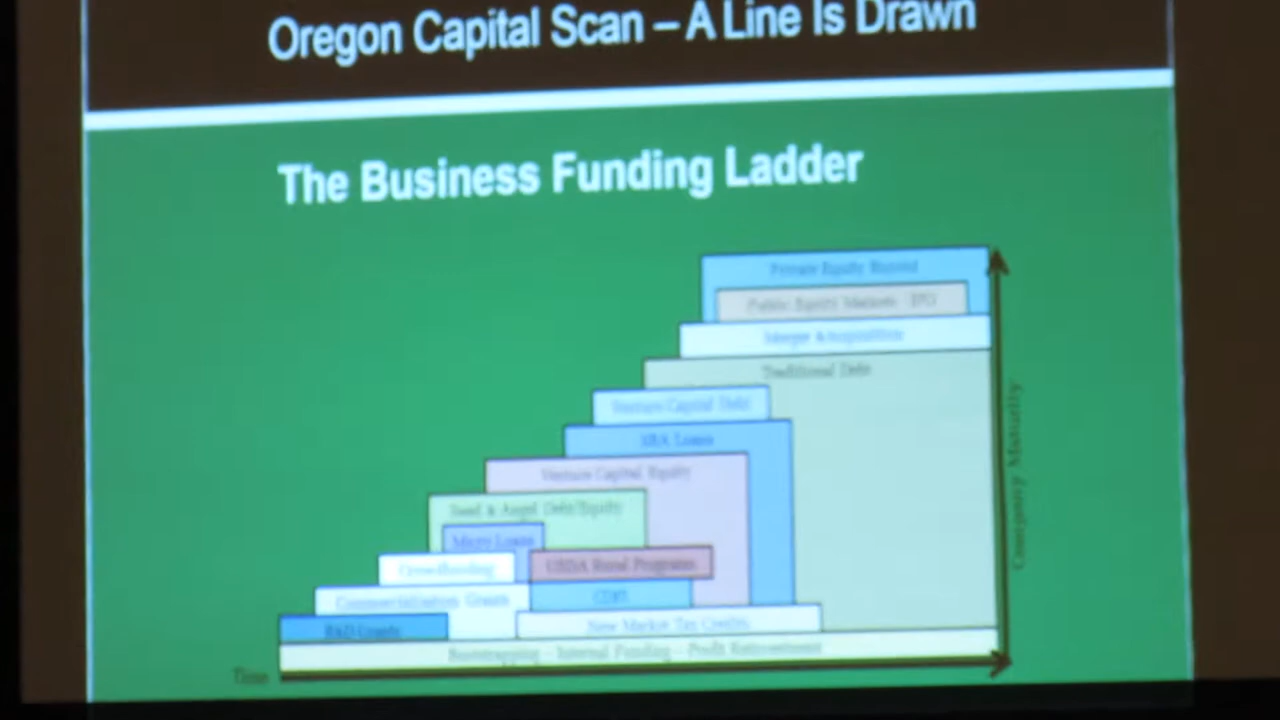 Oregon Capital Scan – A Line Is Drawn
The Business Funding Ladder
Private Equity
Public Equity Markets IPO
Merger Acquisition
Traditional Debt
Venture Capital Debt
SBA Loans
Venture Capital Equity
Seed & Angel Debt/Equity
Micro Loans
USDA Rural Programs
Crowdfunding
CDFI
Commercialization Grants
New Market Tax Credits
R&D Grants
Bootstrapping - Internal Funding - Profit Reinvestment
Time
Company Maturity